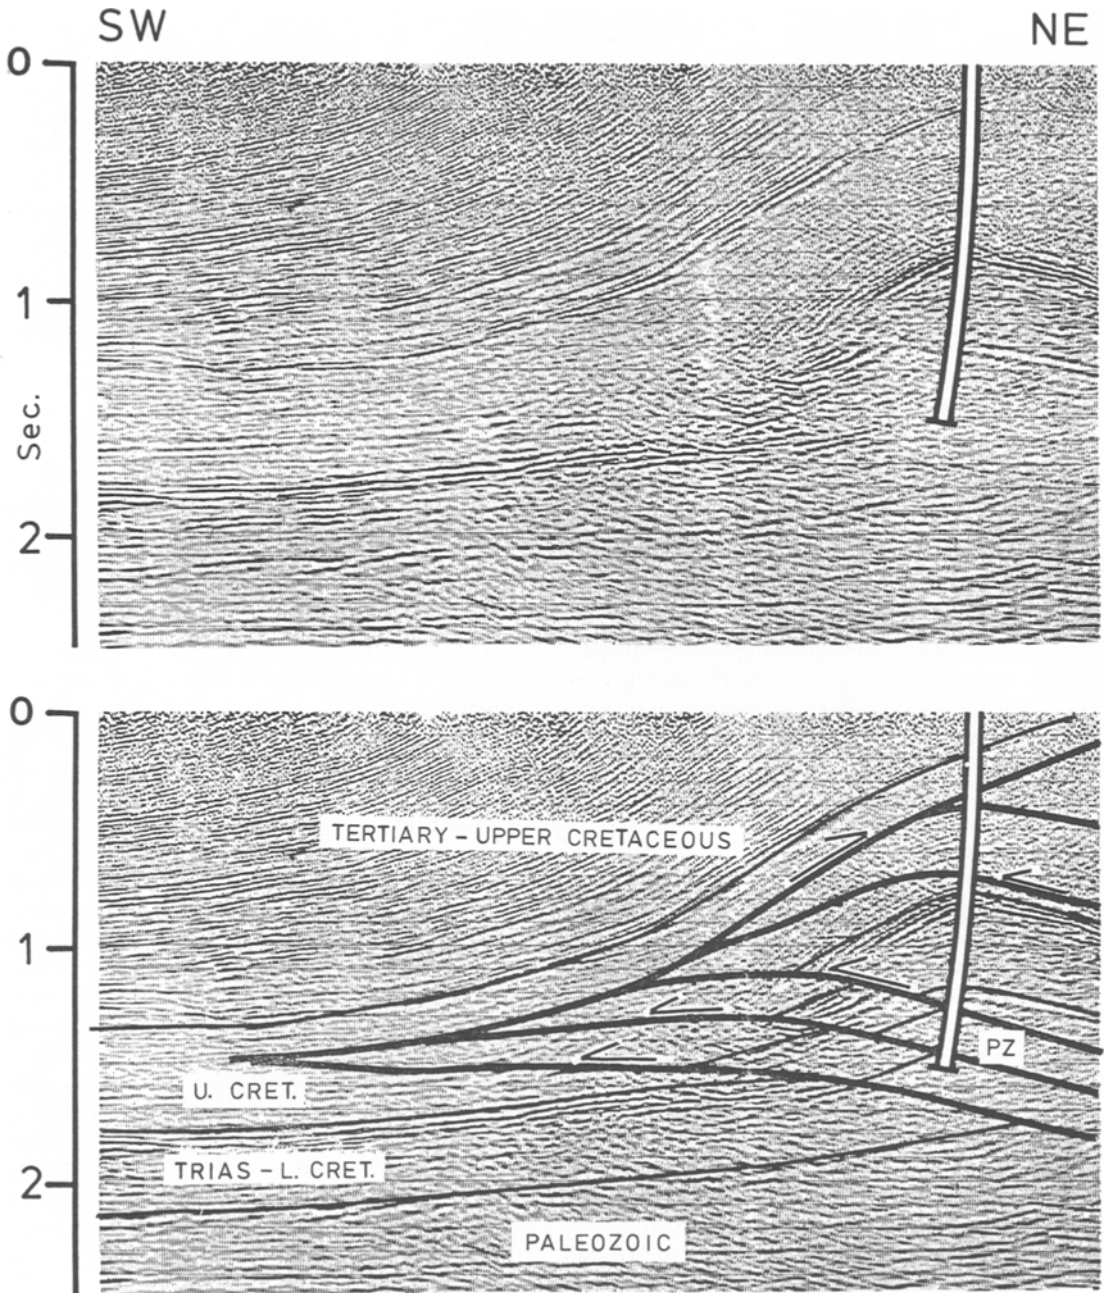 SW NE
0
1
Sec.
2
0
TERTIARY – UPPER CRETACEOUS
1
PZ
U. CRET.
TRIAS – L. CRET.
2
PALEOZOIC